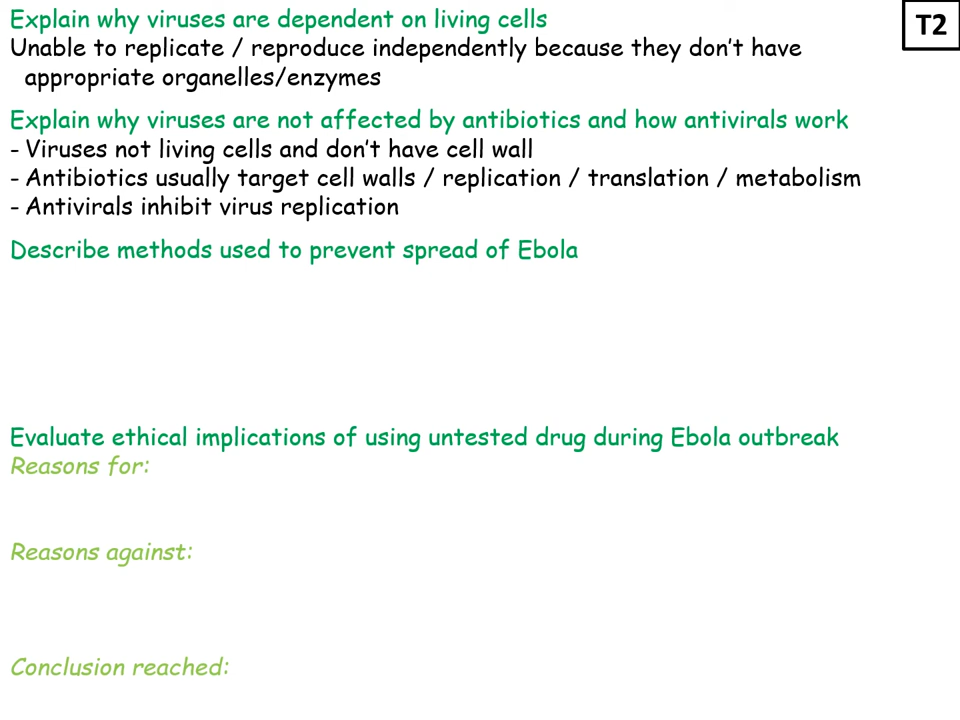 Explain why viruses are dependent on living cells
T2
Unable to replicate / reproduce independently because they don't have
appropriate organelles/enzymes
Explain why viruses are not affected by antibiotics and how antivirals work
- Viruses not living cells and don't have cell wall
- Antibiotics usually target cell walls / replication / translation / metabolism
- Antivirals inhibit virus replication
Describe methods used to prevent spread of Ebola
Evaluate ethical implications of using untested drug during Ebola outbreak
Reasons for:
Reasons against:
Conclusion reached: